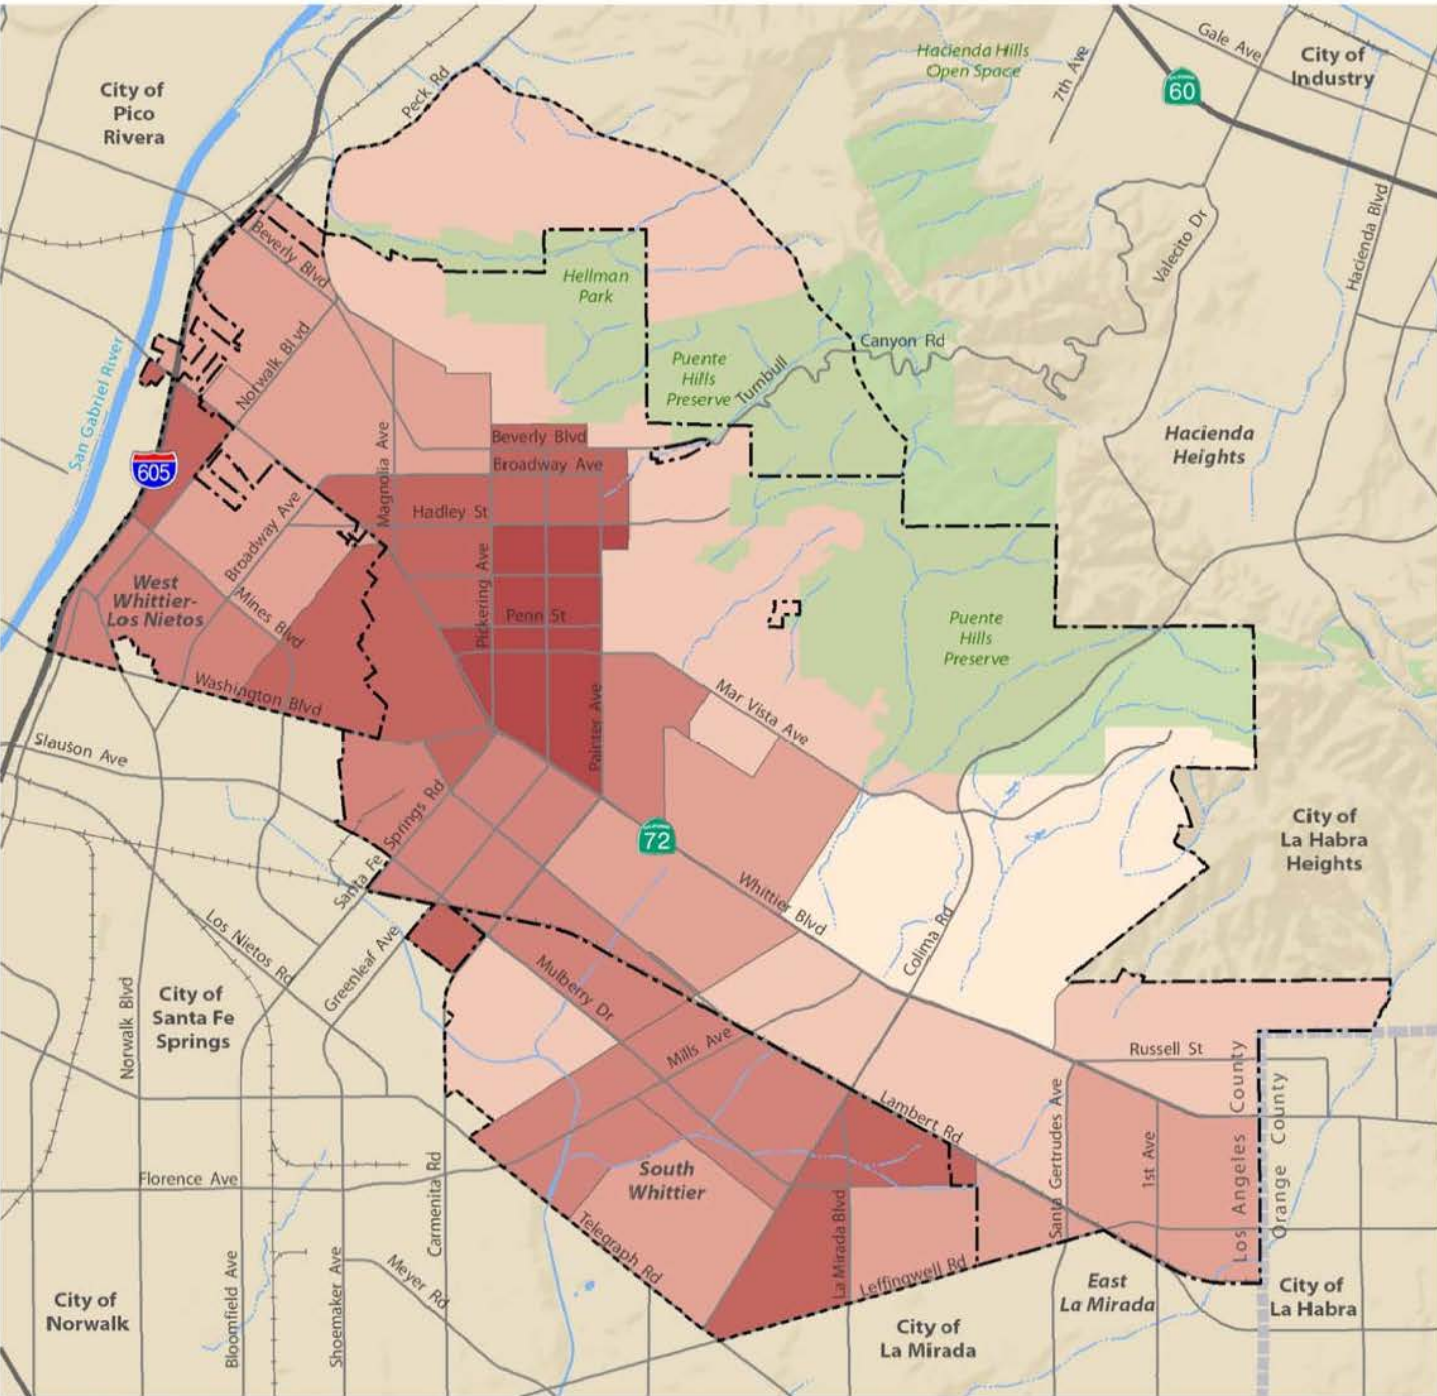 Hacienda Hills
Open Space
7th Ave
Gale Ave
City of
Industry
60
Peck Rd
City of
Pico
Rivera
Hacienda Blvd
Valecito Dr
Beverly Blvd
Hellman
Park
Canyon Rd
Turnbull
Puente
Hills
Preserve
San Gabriel River
Norwalk Blvd
605
Magnolia Ave
Beverly Blvd
Broadway Ave
Hacienda
Heights
Hadley St
Broadway Ave
Pickering Ave
West
Whittier-
Los Nietos
Mines Blvd
Penn St
Puente
Hills
Preserve
Washington Blvd
Painter Ave
Mar Vista Ave
Slauson Ave
Santa Fe Springs Rd
72
City of
La Habra
Heights
Whittier Blvd
Colima Rd
Los Nietos Rd
Greenleaf Ave
Norwalk Blvd
City of
Santa Fe
Springs
Mulberry Dr
Mills Ave
Russell St
Lambert Rd
Santa Gertrudes Ave
1st Ave
Los Angeles County
Orange County
Florence Ave
Carmenita Rd
South
Whittier
Telegraph Rd
La Mirada Blvd
Leffingwell Rd
Bloomfield Ave
Shoemaker Ave
Meyer Rd
City of
Norwalk
East
La Mirada
City of
La Habra
City of
La Mirada